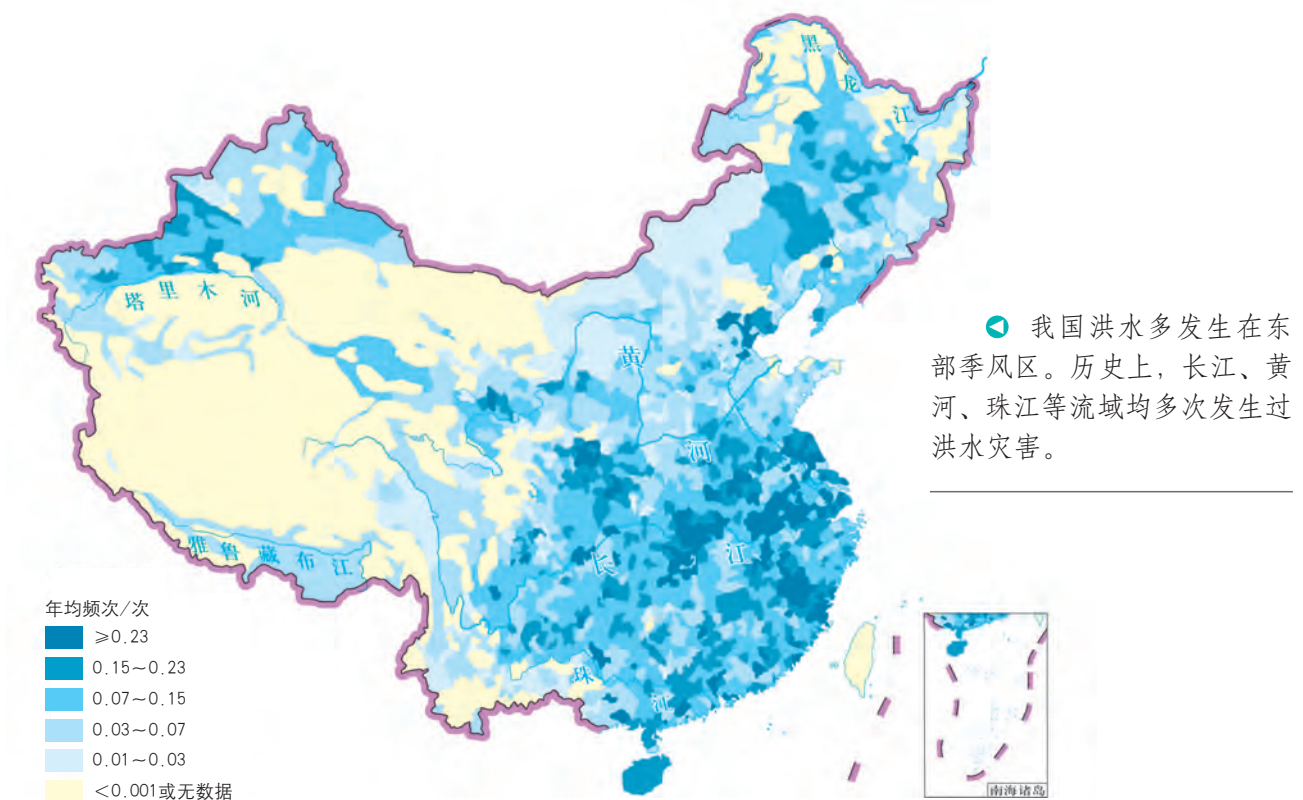 黑龙江
塔里木河
黄河
雅鲁藏布江
长江
珠江
我国洪水多发生在东
部季风区。历史上，长江、黄
河、珠江等流域均多次发生过
洪水灾害。
年均频次/次
≥0.23
0.15～0.23
0.07～0.15
0.03～0.07
0.01～0.03
<0.001或无数据
南海诸岛